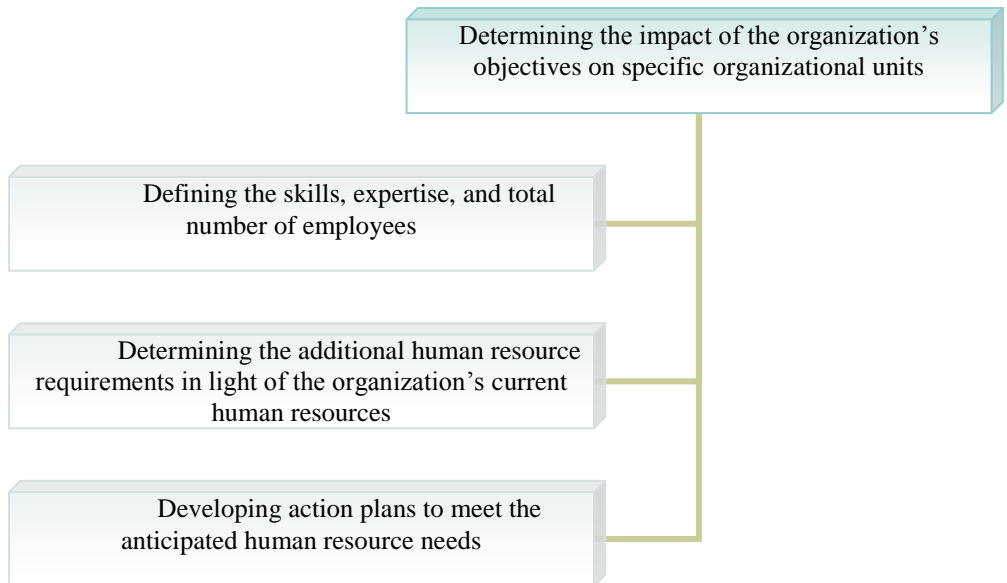 Determining the impact of the organization’s
objectives on specific organizational units
Defining the skills, expertise, and total
number of employees
Determining the additional human resource
requirements in light of the organization’s current
human resources
Developing action plans to meet the
anticipated human resource needs